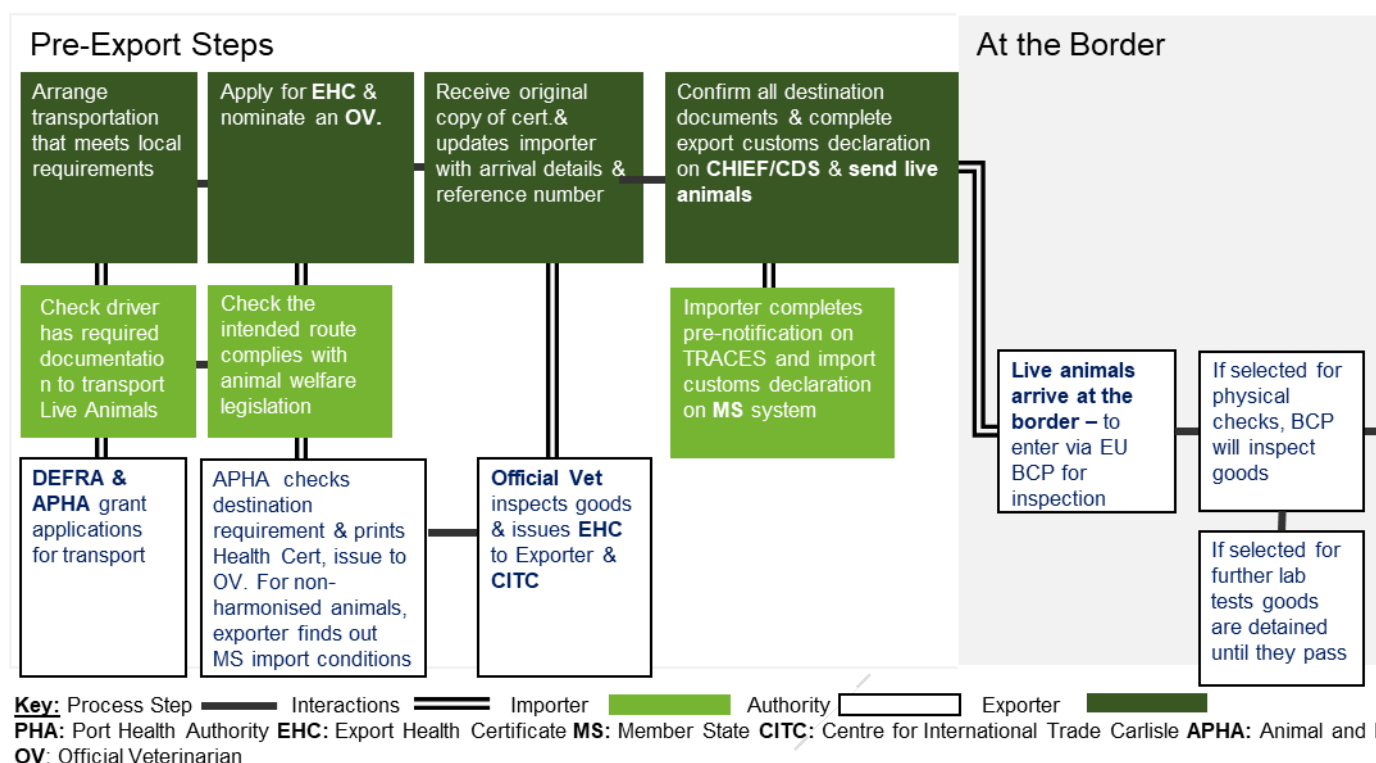 Pre-Export Steps
At the Border
Arrange
transportation
that meets local
requirements
Apply for EHC &
nominate an OV.
Receive original
copy of cert.&
updates importer
with arrival details &
reference number
Confirm all destination
documents & complete
export customs declaration
on CHIEF/CDS & send live
animals
Check driver
has required
documentatio
n to transport
Live Animals
Check the
intended route
complies with
animal welfare
legislation
Importer completes
pre-notification on
TRACES and import
customs declaration
on MS system
DEFRA &
APHA grant
applications
for transport
APHA checks
destination
requirement & prints
Health Cert, issue to
OV. For non-
harmonised animals,
exporter finds out
MS import conditions
Official Vet
inspects goods
& issues EHC
to Exporter &
CITC
Live animals
arrive at the
border – to
enter via EU
BCP for
inspection
If selected for
physical
checks, BCP
will inspect
goods
If selected for
further lab
tests goods
are detained
until they pass
Key: Process Step Interactions Importer Authority Exporter
PHA: Port Health Authority EHC: Export Health Certificate MS: Member State CITC: Centre for International Trade Carlisle APHA: Animal and
OV: Official Veterinarian